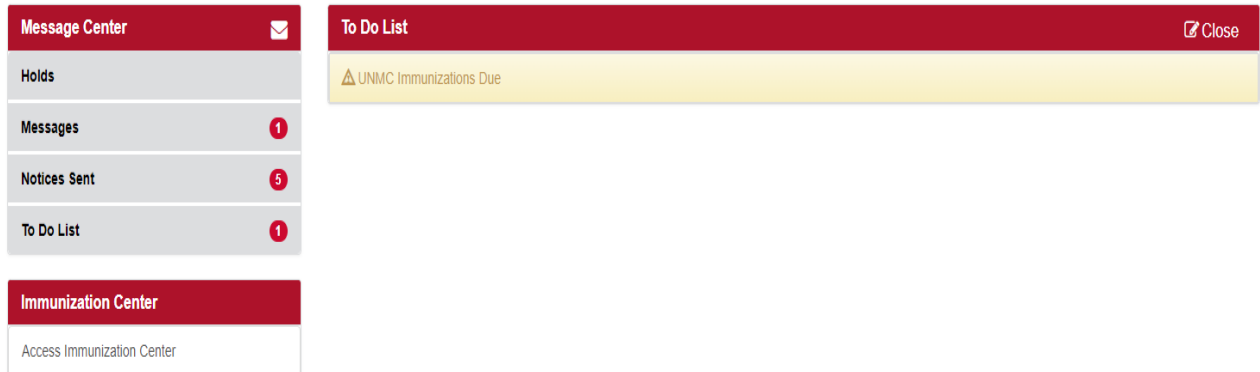 Message Center
Holds
Messages 1
Notices Sent 5
To Do List 1
Immunization Center
Access Immunization Center
To Do List Close
UNMC Immunizations Due